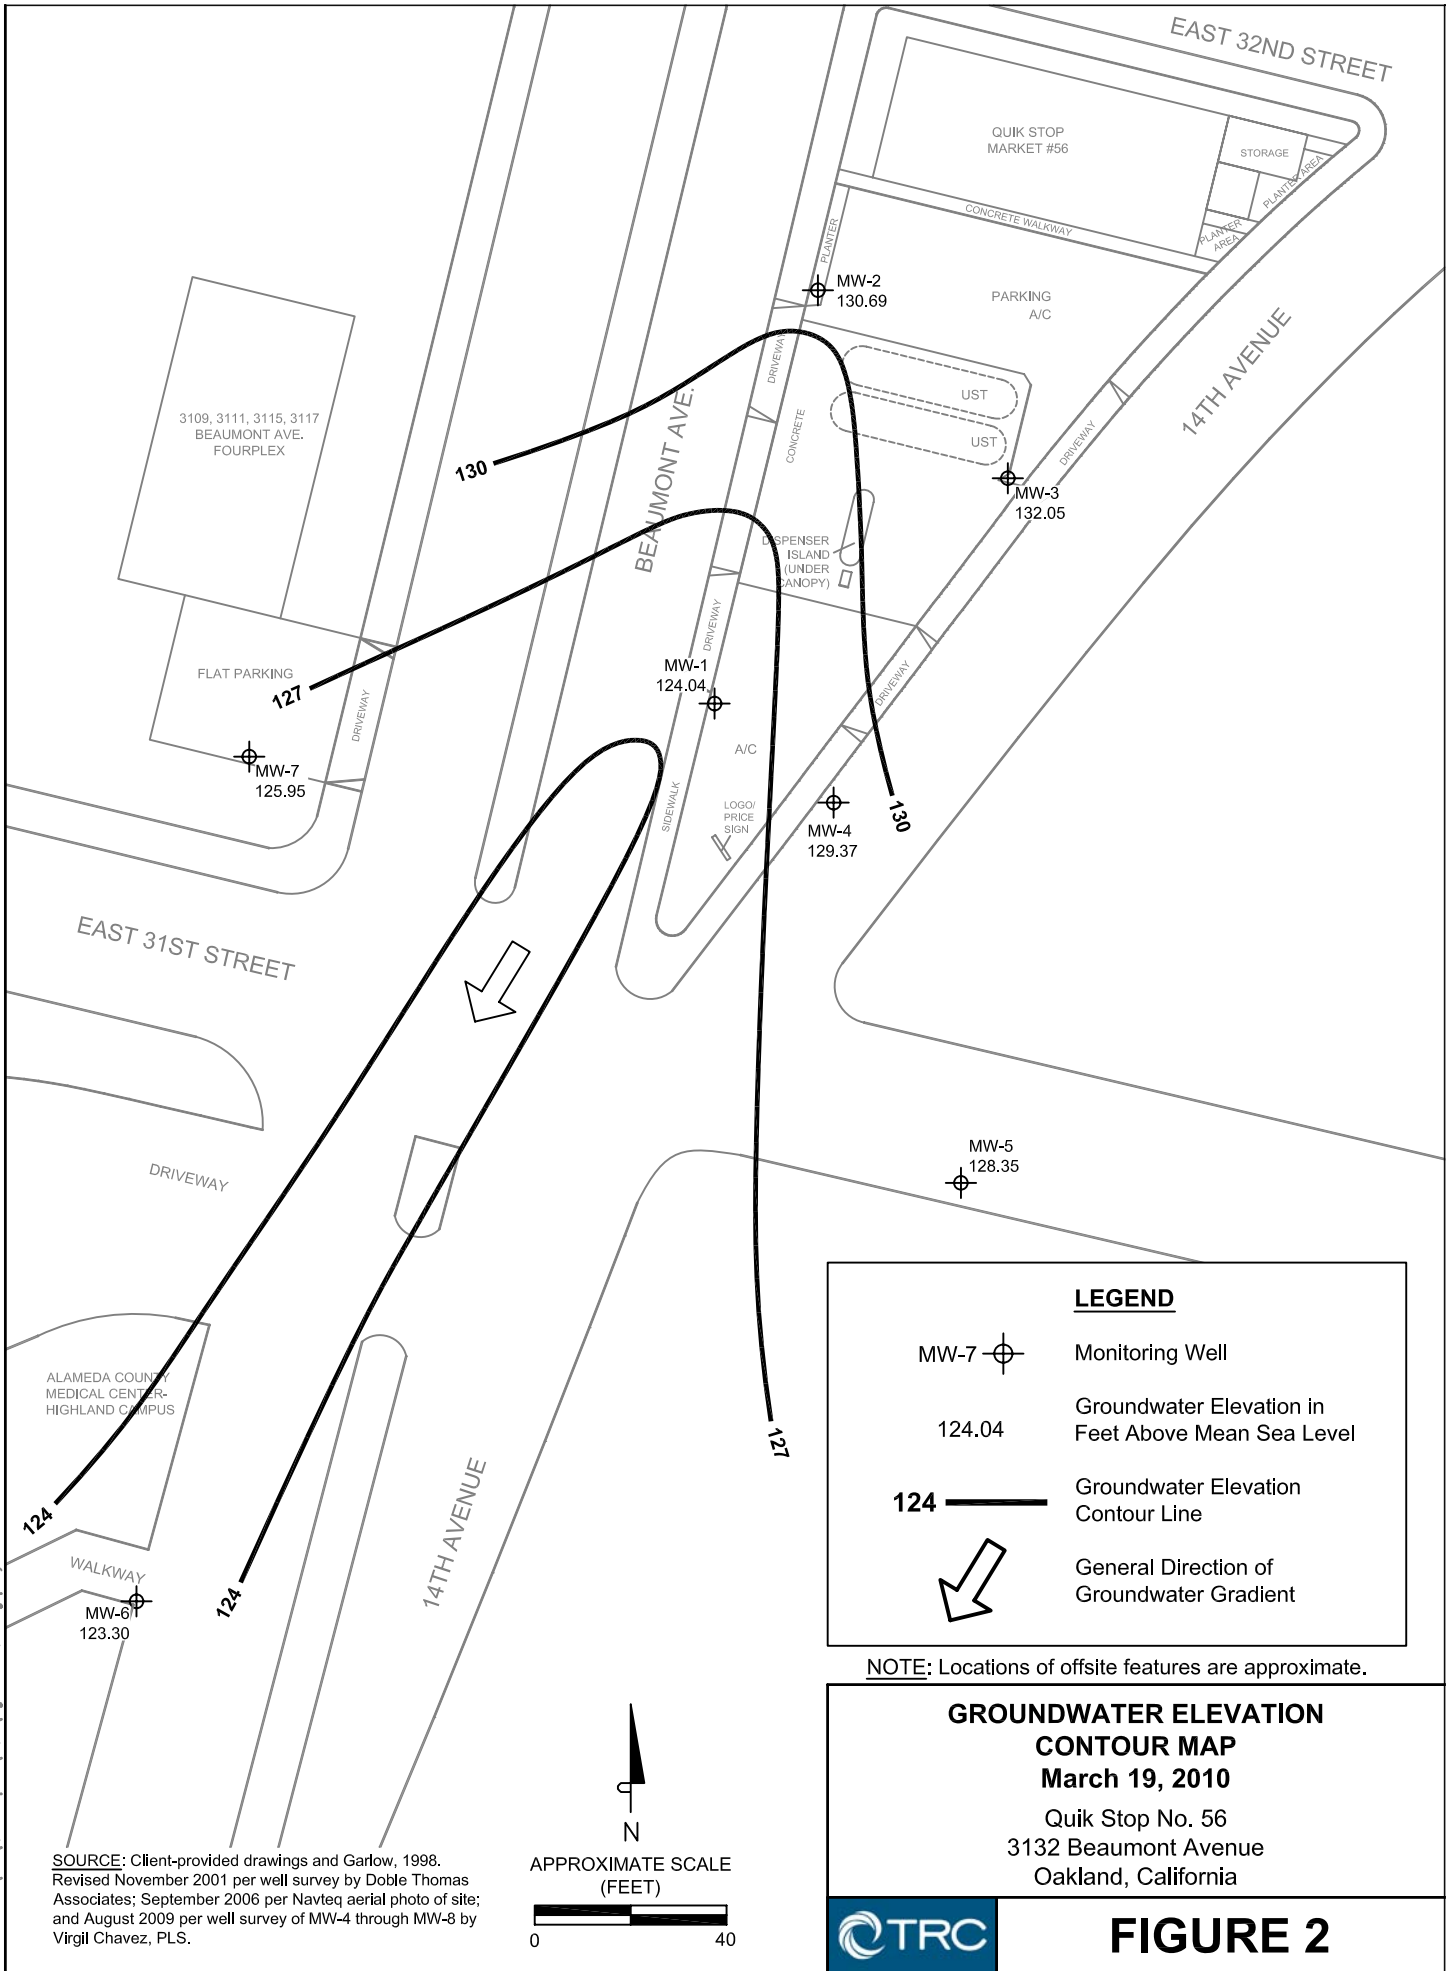 EAST 32ND STREET
QUIK STOP
MARKET #56
STORAGE
PLANTER AREA
CONCRETE WALKWAY
PLANTER
AREA
PLANTER
MW-2
130.69
PARKING
A/C
14TH AVENUE
DRIVEWAY
UST
UST
3109, 3111, 3115, 3117
BEAUMONT AVE.
FOURPLEX
BEAUMONT AVE.
CONCRETE
DRIVEWAY
130
MW-3
132.05
DISPENSER
ISLAND
(UNDER
CANOPY)
DRIVEWAY
MW-1
124.04
FLAT PARKING
127
DRIVEWAY
DRIVEWAY
A/C
MW-7
125.95
SIDEWALK
LOGO/
PRICE
SIGN
MW-4
129.37
130
EAST 31ST STREET
DRIVEWAY
MW-5
128.35
ALAMEDA COUNTY
MEDICAL CENTER-
HIGHLAND CAMPUS
127
124
WALKWAY
124
14TH AVENUE
MW-6
123.30
LEGEND
MW-7
Monitoring Well
124.04
Groundwater Elevation in
Feet Above Mean Sea Level
124
Groundwater Elevation
Contour Line
General Direction of
Groundwater Gradient
NOTE: Locations of offsite features are approximate.
GROUNDWATER ELEVATION
CONTOUR MAP
March 19, 2010
Quik Stop No. 56
3132 Beaumont Avenue
Oakland, California
N
APPROXIMATE SCALE
(FEET)
0 40
SOURCE: Client-provided drawings and Garlow, 1998.
Revised November 2001 per well survey by Doble Thomas
Associates; September 2006 per Navteq aerial photo of site;
and August 2009 per well survey of MW-4 through MW-8 by
Virgil Chavez, PLS.
TRC
FIGURE 2